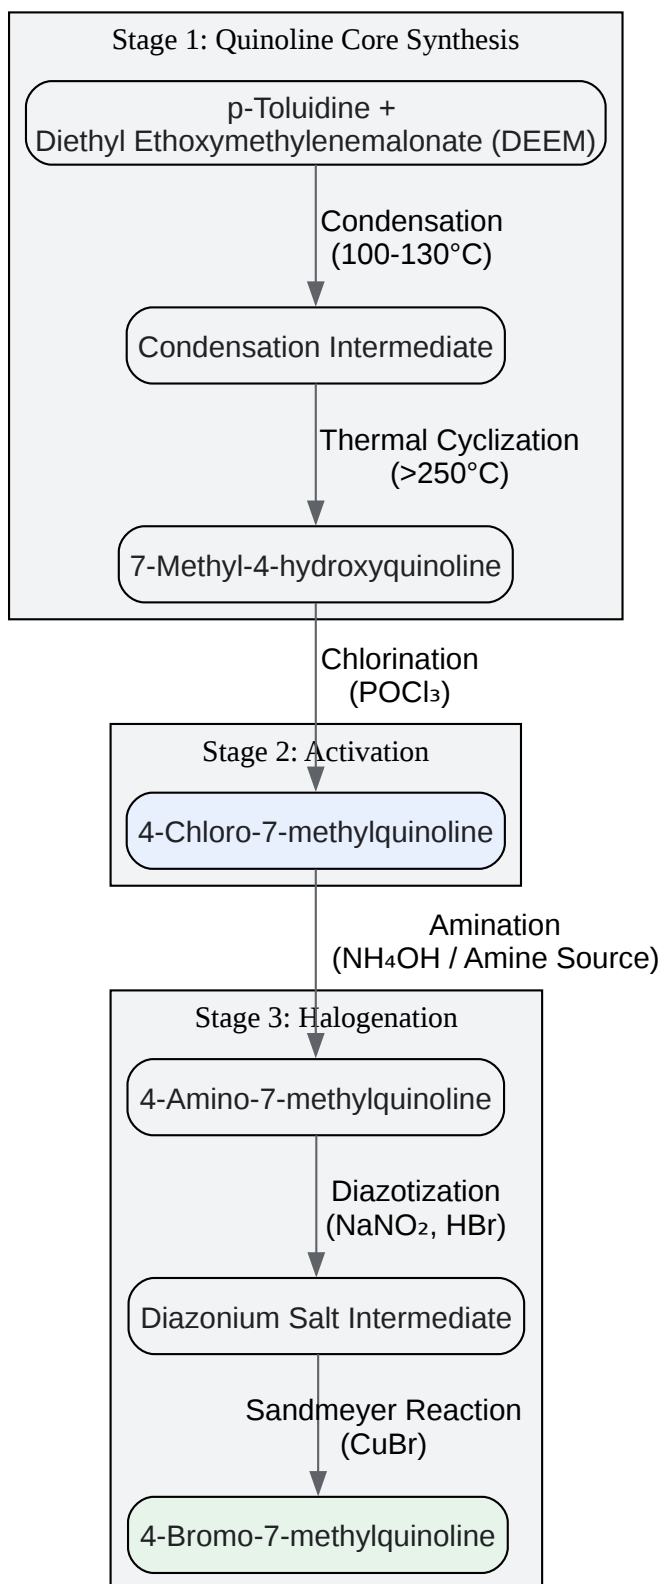 Stage 1: Quinoline Core Synthesis
p-Toluidine +
Diethyl Ethoxymethylenemalonate (DEEM)
Condensation
(100-130°C)
Condensation Intermediate
Thermal Cyclization
(>250°C)
7-Methyl-4-hydroxyquinoline
Chlorination
(POCl₃)
Stage 2: Activation
4-Chloro-7-methylquinoline
Amination
(NH₄OH / Amine Source)
Stage 3: Halogenation
4-Amino-7-methylquinoline
Diazotization
(NaNO₂, HBr)
Diazonium Salt Intermediate
Sandmeyer Reaction
(CuBr)
4-Bromo-7-methylquinoline